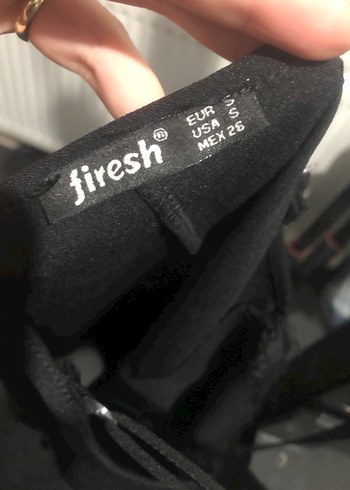 firesh®
EUR S
USA S
MEX 26